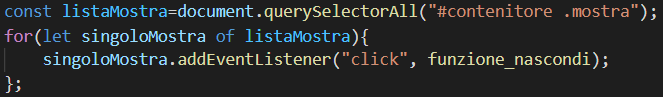 const listaMostra=document.querySelectorAll("#contenitore .mostra");
for(let singoloMostra of listaMostra){
    singoloMostra.addEventListener("click", funzione_nascondi);
};